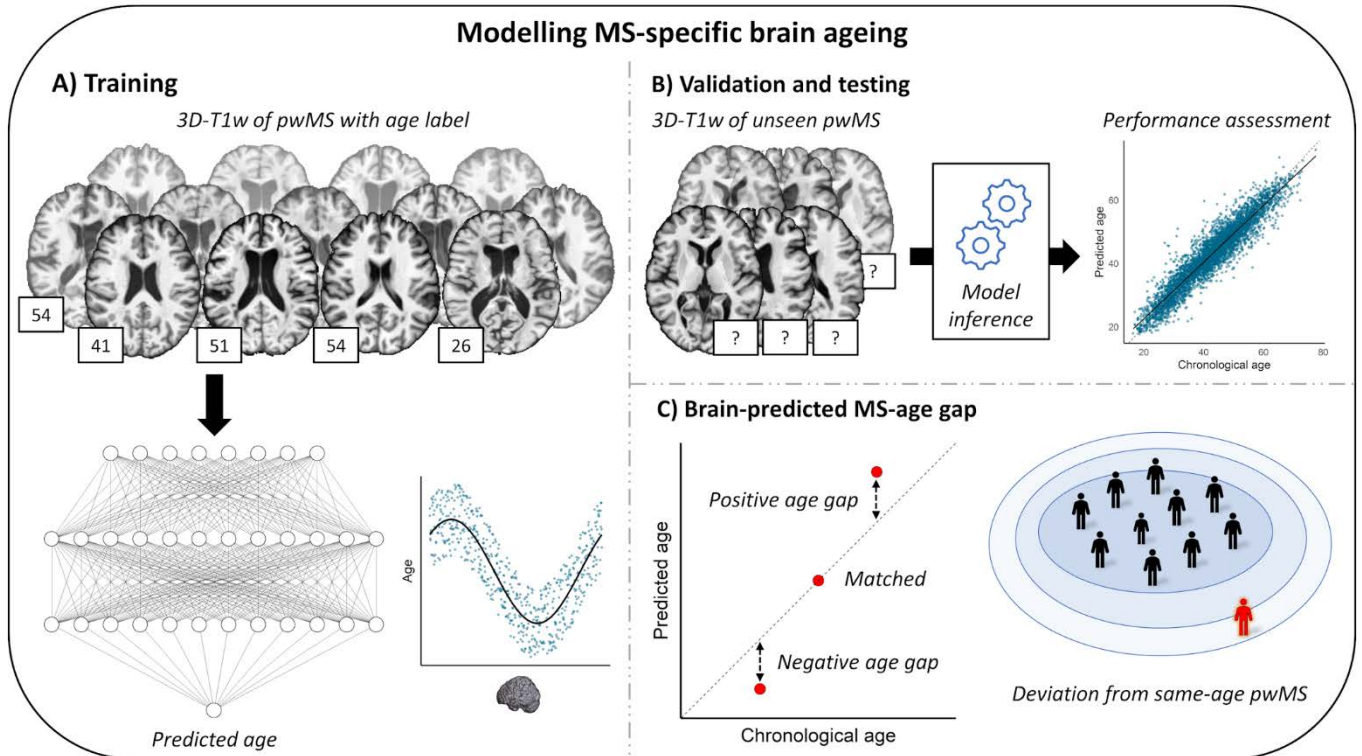 Modelling MS-specific brain ageing
A) Training
3D-T1w of pwMS with age label
54
41
51
54
26
Predicted age
Age
B) Validation and testing
3D-T1w of unseen pwMS
?
?
?
?
Model
inference
Performance assessment
Predicted age
60
40
20
20
40
60
80
Chronological age
C) Brain-predicted MS-age gap
Predicted age
Positive age gap
Matched
Negative age gap
Chronological age
Deviation from same-age pwMS